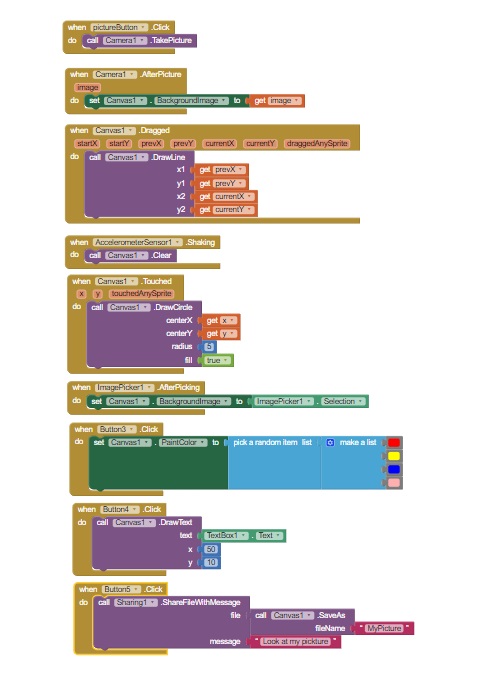 when pictureButton .Click
do call Camera1 .TakePicture
when Camera1 .AfterPicture
image
do set Canvas1 . BackgroundImage to get image
when Canvas1 .Dragged
startX startY prevX prevY currentX currentY draggedAnySprite
do call Canvas1 .DrawLine
x1 get prevX
y1 get prevY
x2 get currentX
y2 get currentY
when AccelerometerSensor1 .Shaking
do call Canvas1 .Clear
when Canvas1 .Touched
x y touchedAnySprite
do call Canvas1 .DrawCircle
centerX get x
centerY get y
radius 5
fill true
when ImagePicker1 .AfterPicking
do set Canvas1 . BackgroundImage to ImagePicker1 . Selection
when Button3 .Click
do set Canvas1 . PaintColor to pick a random item list make a list
when Button4 .Click
do call Canvas1 .DrawText
text TextBox1 . Text
x 50
y 10
when Button5 .Click
do call Sharing1 .ShareFileWithMessage
file call Canvas1 .SaveAs
fileName " MyPicture "
message " Look at my pickture "